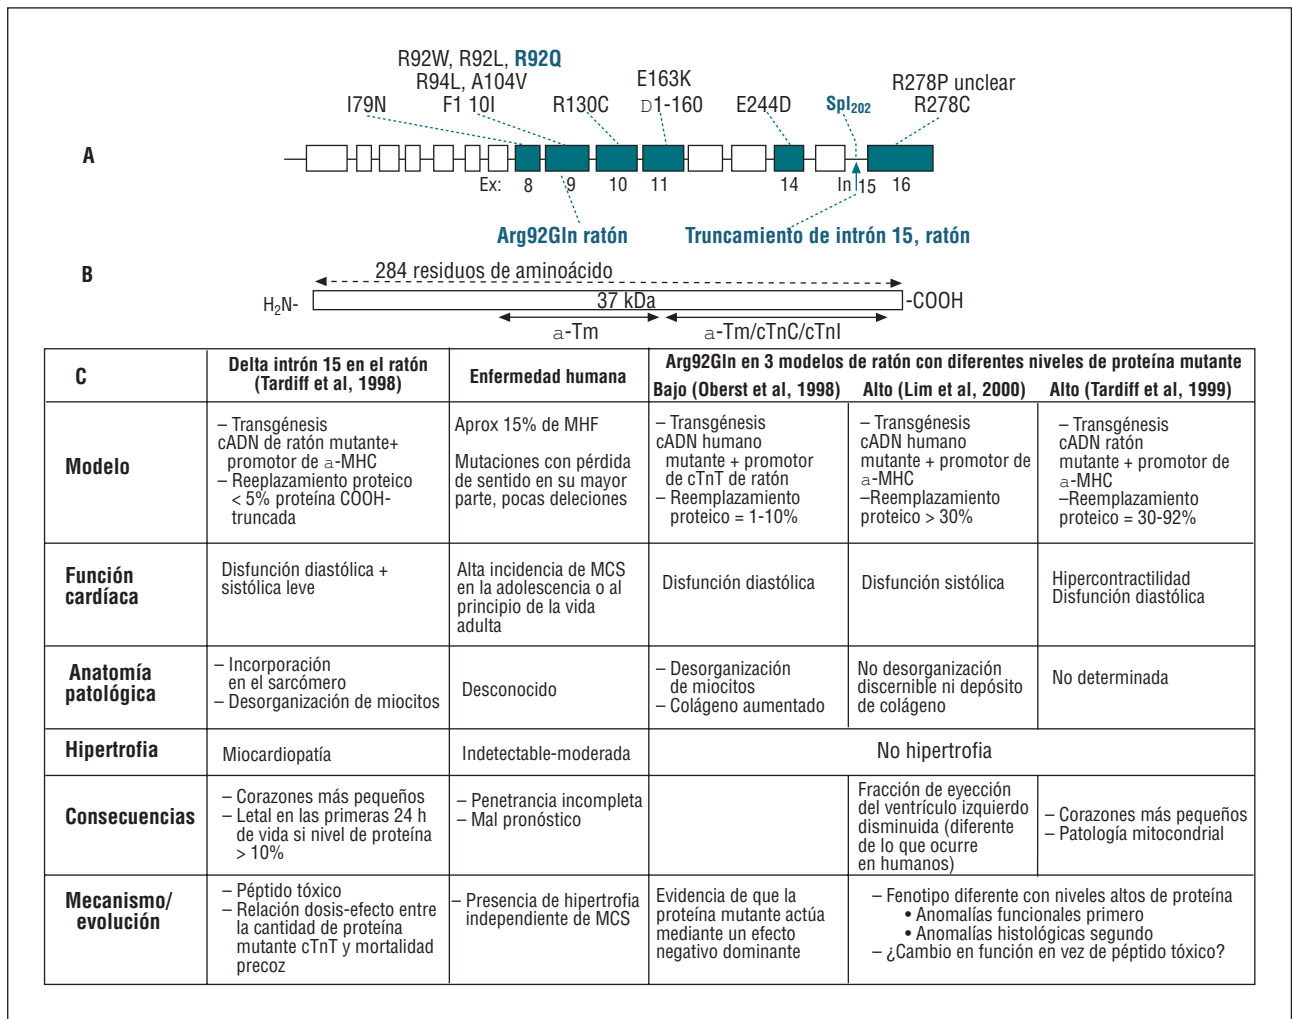 R92W, R92L, R92Q
R94L, A104V
F1 10I
I79N
R130C
E163K
D1-160
E244D
Spl202
R278P unclear
R278C
A
Ex: 8 9 10 11 14 In 15 16
Arg92Gln ratón
Truncamiento de intrón 15, ratón
B
284 residuos de aminoácido
H2N-
37 kDa
-COOH
a-Tm
a-Tm/cTnC/cTnI
C
Delta intrón 15 en el ratón
(Tardiff et al, 1998)
Enfermedad humana
Arg92Gln en 3 modelos de ratón con diferentes niveles de proteína mutante
Bajo (Oberst et al, 1998)
Alto (Lim et al, 2000)
Alto (Tardiff et al, 1999)
Modelo
– Transgénesis
cADN de ratón mutante+
promotor de a-MHC
– Reeplazamiento proteico
< 5% proteína COOH-
truncada
Aprox 15% de MHF
Mutaciones con pérdida
de sentido en su mayor
parte, pocas deleciones
– Transgénesis
cADN humano
mutante + promotor
de cTnT de ratón
– Reemplazamiento
proteico = 1-10%
– Transgénesis
cADN humano
mutante + promotor de
a-MHC
–Reemplazamiento
proteico > 30%
– Transgénesis
cADN ratón
mutante + promotor de
a-MHC
–Reemplazamiento
proteico = 30-92%
Función
cardíaca
Disfunción diastólica +
sistólica leve
Alta incidencia de MCS
en la adolescencia o al
principio de la vida
adulta
Disfunción diastólica
Disfunción sistólica
Hipercontractilidad
Disfunción diastólica
Anatomía
patológica
– Incorporación
en el sarcómero
– Desorganización de miocitos
Desconocido
– Desorganización
de miocitos
– Colágeno aumentado
No desorganización
discernible ni depósito
de colágeno
No determinada
Hipertrofia
Miocardiopatía
Indetectable-moderada
No hipertrofia
Consecuencias
– Corazones más pequeños
– Letal en las primeras 24 h
de vida si nivel de proteína
> 10%
– Penetrancia incompleta
– Mal pronóstico
Fracción de eyección
del ventrículo izquierdo
disminuida (diferente
de lo que ocurre
en humanos)
– Corazones más pequeños
– Patología mitocondrial
Mecanismo/
evolución
– Péptido tóxico
– Relación dosis-efecto entre
la cantidad de proteína
mutante cTnT y mortalidad
precoz
– Presencia de hipertrofia
independiente de MCS
Evidencia de que la
proteína mutante actúa
mediante un efecto
negativo dominante
– Fenotipo diferente con niveles altos de proteína
• Anomalías funcionales primero
• Anomalías histológicas segundo
– ¿Cambio en función en vez de péptido tóxico?